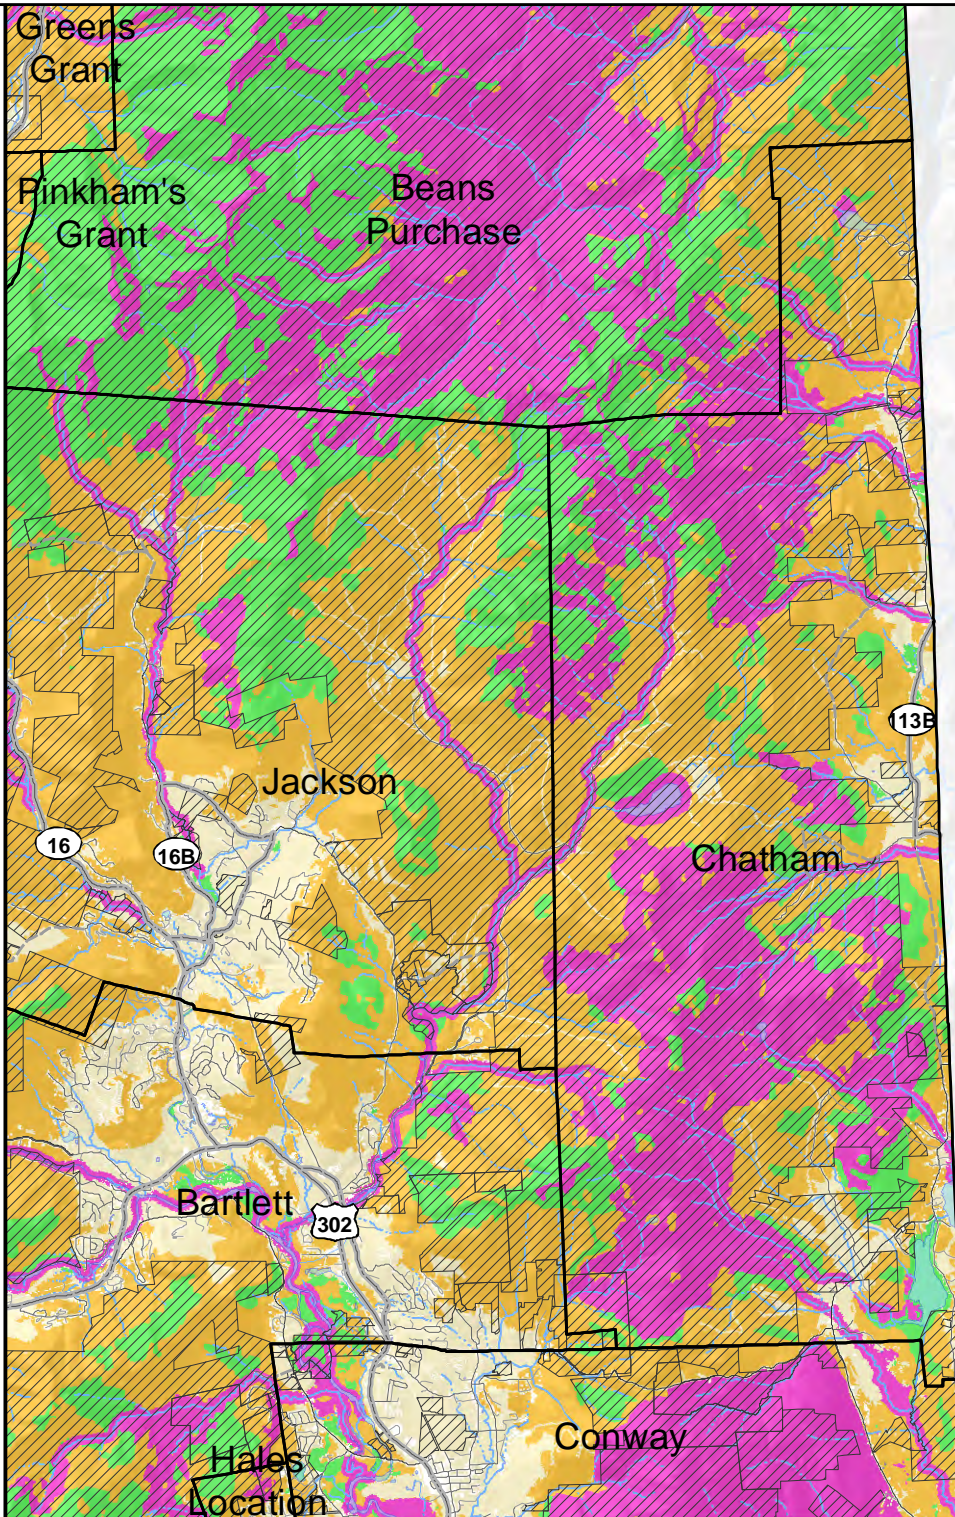 Greens
Grant
Pinkham's
Grant
Beans
Purchase
113B
Jackson
16
16B
Chatham
Bartlett
302
Conway
Hales
Location